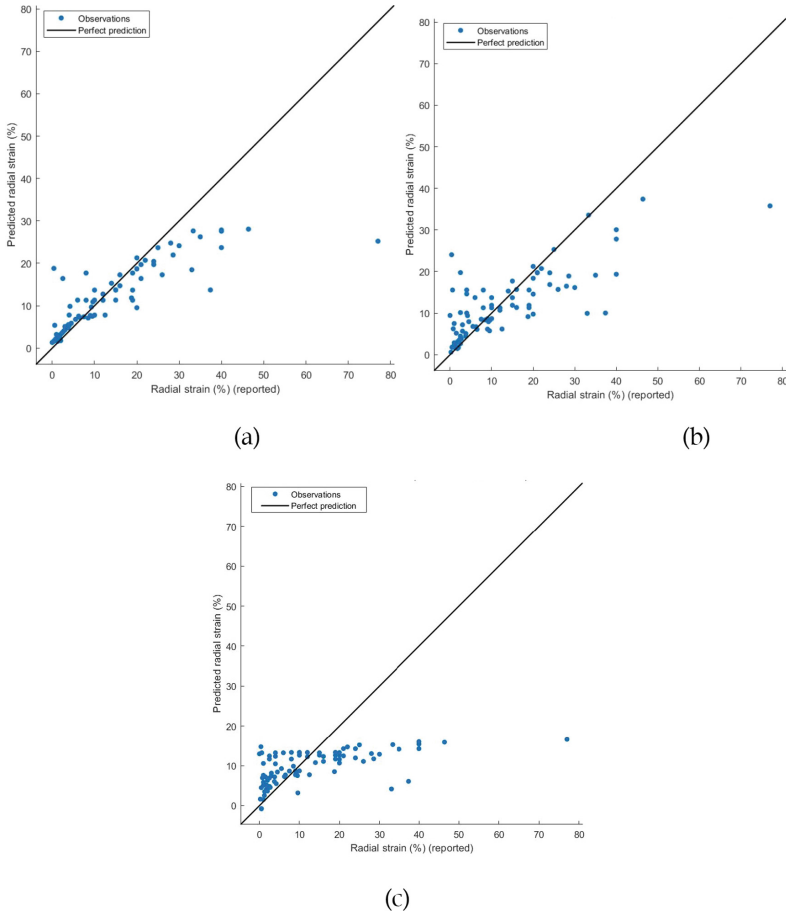 80
70
60
50
40
30
20
10
0
Predicted radial strain (%)
Observations
Perfect prediction
0 10 20 30 40 50 60 70 80
Radial strain (%) (reported)
(a)
80
70
60
50
40
30
20
10
0
Predicted radial strain (%)
Observations
Perfect prediction
0 10 20 30 40 50 60 70 80
Radial strain (%) (reported)
(b)
80
70
60
50
40
30
20
10
0
Predicted radial strain (%)
Observations
Perfect prediction
0 10 20 30 40 50 60 70 80
Radial strain (%) (reported)
(c)